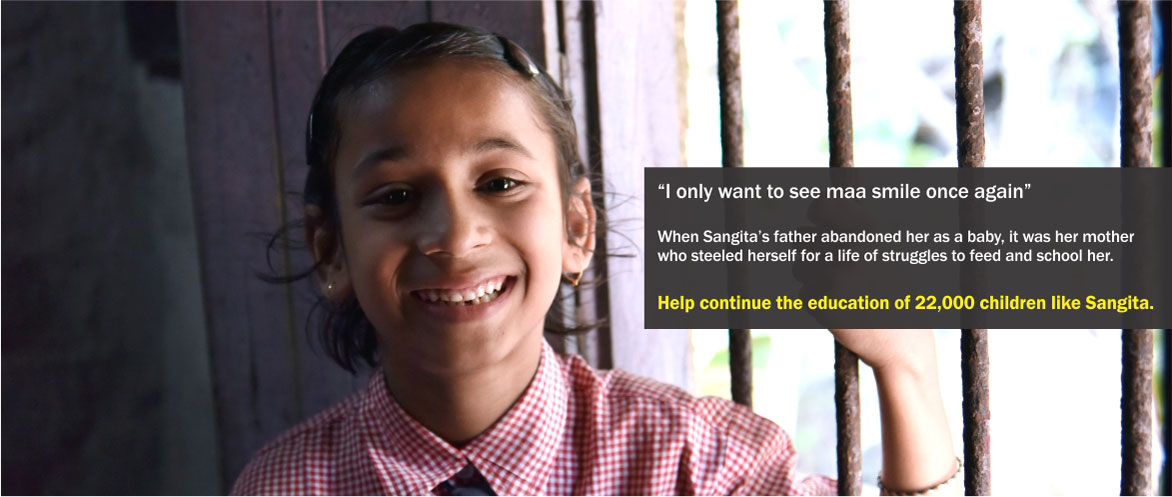 “I only want to see maa smile once again”
When Sangita’s father abandoned her as a baby, it was her mother
who steeled herself for a life of struggles to feed and school her.
Help continue the education of 22,000 children like Sangita.